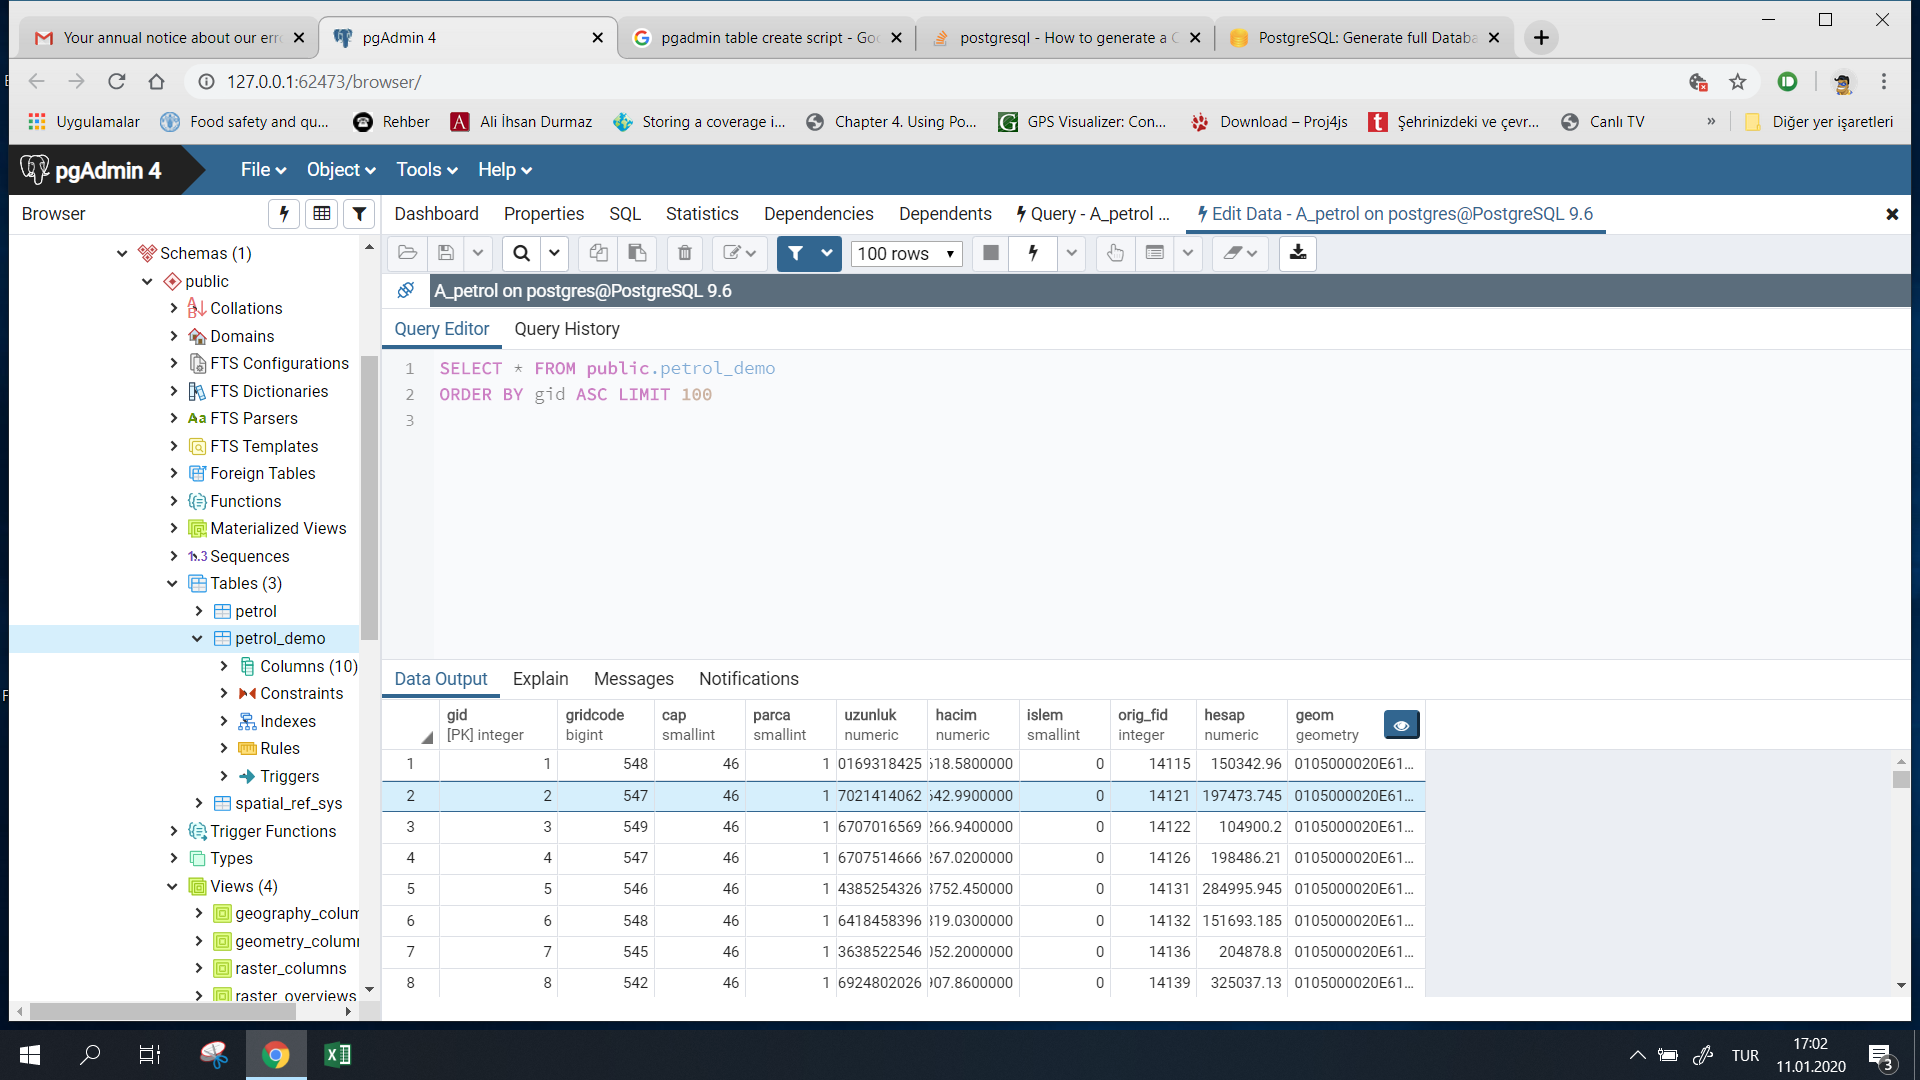 Your annual notice about our erro
pgAdmin 4
pgadmin table create script - Goo
postgresql - How to generate a C
PostgreSQL: Generate full Databa
127.0.0.1:62473/browser/
Uygulamalar
Food safety and qu...
Rehber
A
Ali İhsan Durmaz
Storing a coverage i...
Chapter 4. Using Po...
GPS Visualizer: Con...
Download – Proj4js
t
Şehrinizdeki ve çevr...
Canlı TV
»
Diğer yer işaretleri
pgAdmin 4
File
Object
Tools
Help
Browser
Dashboard
Properties
SQL
Statistics
Dependencies
Dependents
Query - A_petrol ...
Edit Data - A_petrol on postgres@PostgreSQL 9.6
100 rows
A_petrol on postgres@PostgreSQL 9.6
Query Editor
Query History
1 SELECT * FROM public.petrol_demo
2 ORDER BY gid ASC LIMIT 100
3
Schemas (1)
public
Collations
Domains
FTS Configurations
FTS Dictionaries
Aa FTS Parsers
FTS Templates
Foreign Tables
Functions
Materialized Views
1..3 Sequences
Tables (3)
petrol
petrol_demo
Columns (10)
Constraints
Indexes
Rules
Triggers
spatial_ref_sys
Trigger Functions
Types
Views (4)
geography_colum
geometry_column
raster_columns
raster_overviews
Data Output
Explain
Messages
Notifications
gid gridcode cap parca uzunluk hacim islem orig_fid hesap geom
[PK] integer bigint smallint smallint numeric numeric smallint integer numeric geometry
1 1 548 46 1 0169318425 618.5800000 0 14115 150342.96 0105000020E61...
2 2 547 46 1 7021414062 642.9900000 0 14121 197473.745 0105000020E61...
3 3 549 46 1 6707016569 266.9400000 0 14122 104900.2 0105000020E61...
4 4 547 46 1 6707514666 267.0200000 0 14126 198486.21 0105000020E61...
5 5 546 46 1 4385254326 3752.450000 0 14131 284995.945 0105000020E61...
6 6 548 46 1 6418458396 819.0300000 0 14132 151693.185 0105000020E61...
7 7 545 46 1 3638522546 052.2000000 0 14136 204878.8 0105000020E61...
8 8 542 46 1 6924802026 907.8600000 0 14139 325037.13 0105000020E61...
TUR
17:02
11.01.2020
3